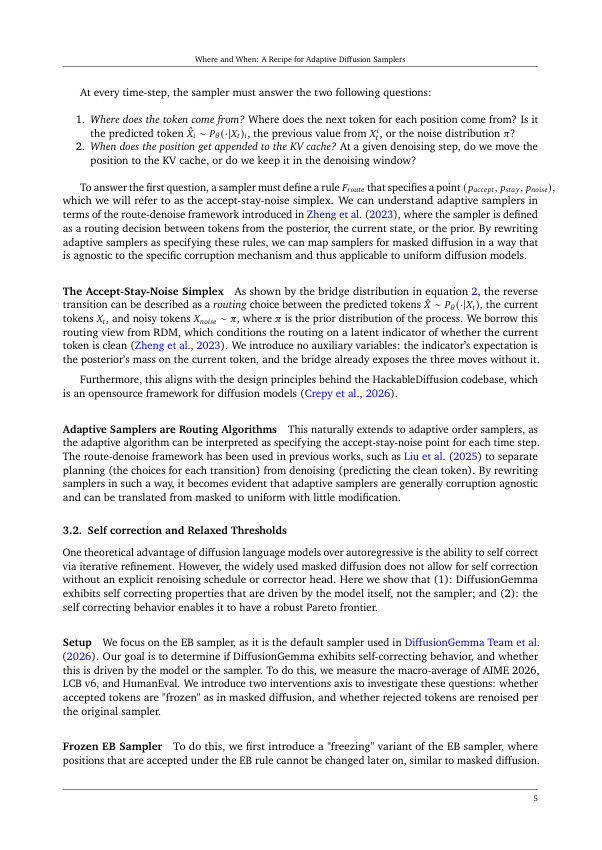 Where and When: A Recipe for Adaptive Diffusion Samplers
At every time-step, the sampler must answer the two following questions:
1. Where does the token come from? Where does the next token for each position come from? Is it
the predicted token X̂ᵢ ~ Pθ(·|Xₜ)ᵢ, the previous value from Xₜⁱ, or the noise distribution π?
2. When does the position get appended to the KV cache? At a given denoising step, do we move the
position to the KV cache, or do we keep it in the denoising window?
To answer the first question, a sampler must define a rule F_route that specifies a point (p_accept, p_stay, p_noise),
which we will refer to as the accept-stay-noise simplex. We can understand adaptive samplers in
terms of the route-denoise framework introduced in Zheng et al. (2023), where the sampler is defined
as a routing decision between tokens from the posterior, the current state, or the prior. By rewriting
adaptive samplers as specifying these rules, we can map samplers for masked diffusion in a way that
is agnostic to the specific corruption mechanism and thus applicable to uniform diffusion models.
The Accept-Stay-Noise Simplex As shown by the bridge distribution in equation 2, the reverse
transition can be described as a routing choice between the predicted tokens X̂ ~ Pθ(·|Xₜ), the current
tokens Xₜ, and noisy tokens X_noise ~ π, where π is the prior distribution of the process. We borrow this
routing view from RDM, which conditions the routing on a latent indicator of whether the current
token is clean (Zheng et al., 2023). We introduce no auxiliary variables: the indicator's expectation is
the posterior's mass on the current token, and the bridge already exposes the three moves without it.
Furthermore, this aligns with the design principles behind the HackableDiffusion codebase, which
is an opensource framework for diffusion models (Crepy et al., 2026).
Adaptive Samplers are Routing Algorithms This naturally extends to adaptive order samplers, as
the adaptive algorithm can be interpreted as specifying the accept-stay-noise point for each time step.
The route-denoise framework has been used in previous works, such as Liu et al. (2025) to separate
planning (the choices for each transition) from denoising (predicting the clean token). By rewriting
samplers in such a way, it becomes evident that adaptive samplers are generally corruption agnostic
and can be translated from masked to uniform with little modification.
3.2. Self correction and Relaxed Thresholds
One theoretical advantage of diffusion language models over autoregressive is the ability to self correct
via iterative refinement. However, the widely used masked diffusion does not allow for self correction
without an explicit renoising schedule or corrector head. Here we show that (1): DiffusionGemma
exhibits self correcting properties that are driven by the model itself, not the sampler; and (2): the
self correcting behavior enables it to have a robust Pareto frontier.
Setup We focus on the EB sampler, as it is the default sampler used in DiffusionGemma Team et al.
(2026). Our goal is to determine if DiffusionGemma exhibits self-correcting behavior, and whether
this is driven by the model or the sampler. To do this, we measure the macro-average of AIME 2026,
LCB v6, and HumanEval. We introduce two interventions axis to investigate these questions: whether
accepted tokens are "frozen" as in masked diffusion, and whether rejected tokens are renoised per
the original sampler.
Frozen EB Sampler To do this, we first introduce a "freezing" variant of the EB sampler, where
positions that are accepted under the EB rule cannot be changed later on, similar to masked diffusion.
5